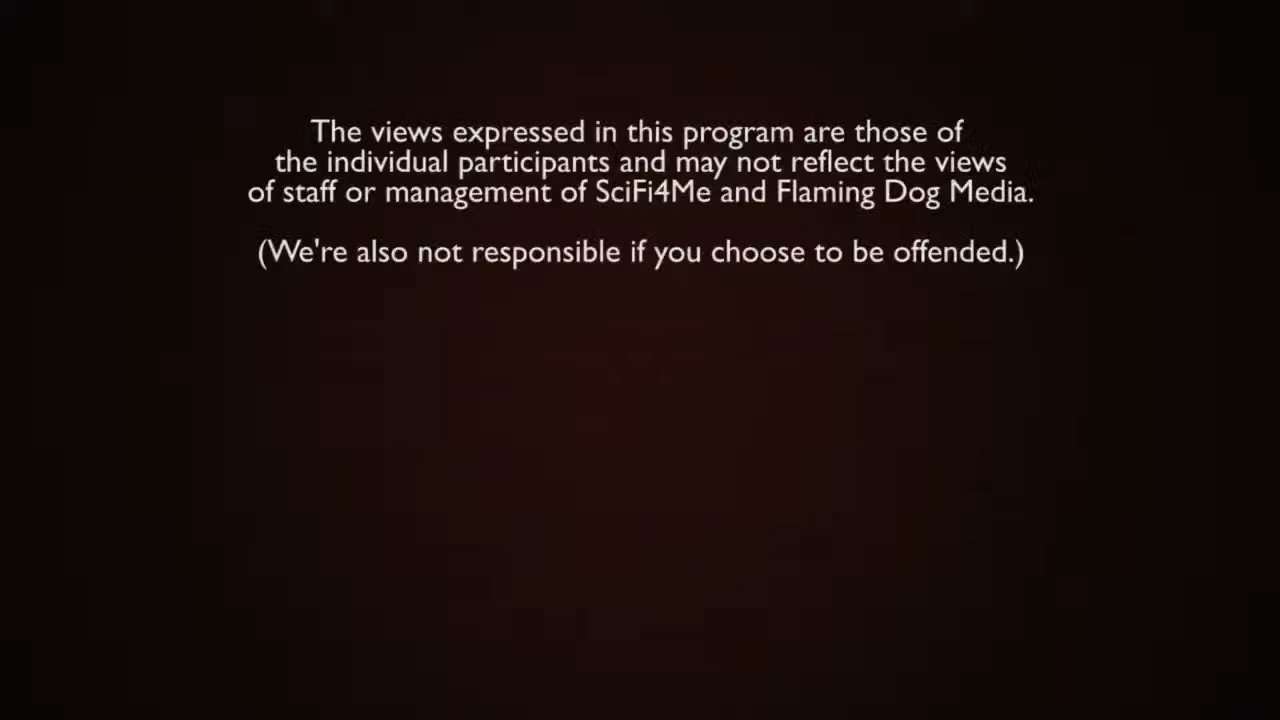 The views expressed in this program are those of
the individual participants and may not reflect the views
of staff or management of SciFi4Me and Flaming Dog Media.
(We're also not responsible if you choose to be offended.)